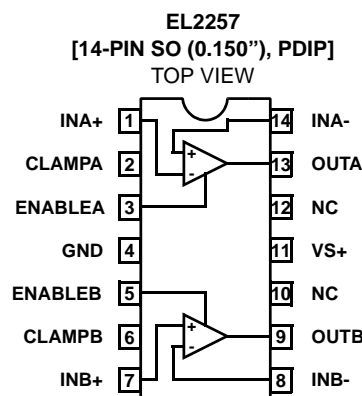 EL2257
[14-PIN SO (0.150”), PDIP]
TOP VIEW
INA+ 1 14 INA-
CLAMPA 2 + - 13 OUTA
ENABLEA 3 12 NC
GND 4 11 VS+
ENABLEB 5 10 NC
CLAMPB 6 + - 9 OUTB
INB+ 7 8 INB-